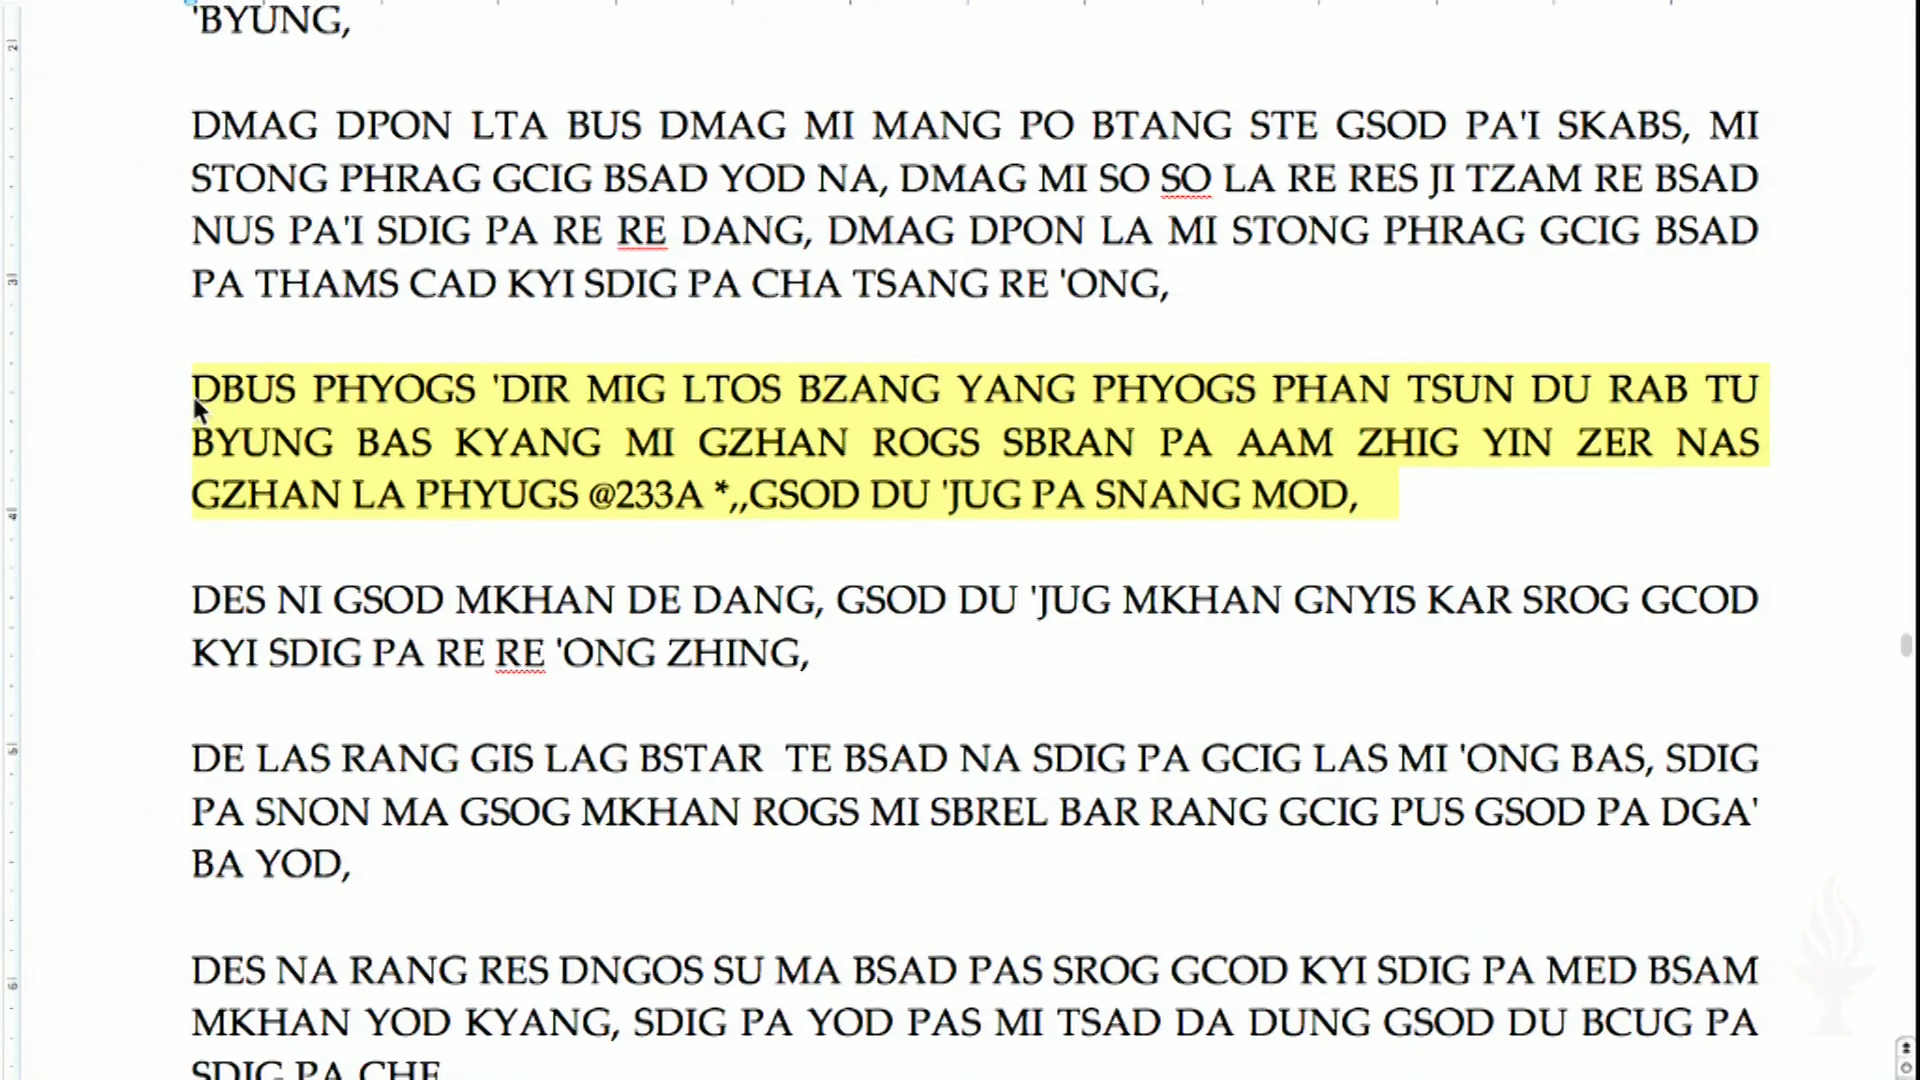 'BYUNG,
DMAG DPON LTA BUS DMAG MI MANG PO BTANG STE GSOD PA'I SKABS, MI
STONG PHRAG GCIG BSAD YOD NA, DMAG MI SO SO LA RE RES JI TZAM RE BSAD
NUS PA'I SDIG PA RE RE DANG, DMAG DPON LA MI STONG PHRAG GCIG BSAD
PA THAMS CAD KYI SDIG PA CHA TSANG RE 'ONG,
DBUS PHYOGS 'DIR MIG LTOS BZANG YANG PHYOGS PHAN TSUN DU RAB TU
BYUNG BAS KYANG MI GZHAN ROGS SBRAN PA AAM ZHIG YIN ZER NAS
GZHAN LA PHYUGS @233A *,,GSOD DU 'JUG PA SNANG MOD,
DES NI GSOD MKHAN DE DANG, GSOD DU 'JUG MKHAN GNYIS KAR SROG GCOD
KYI SDIG PA RE RE 'ONG ZHING,
DE LAS RANG GIS LAG BSTAR TE BSAD NA SDIG PA GCIG LAS MI 'ONG BAS, SDIG
PA SNON MA GSOG MKHAN ROGS MI SBREL BAR RANG GCIG PUS GSOD PA DGA'
BA YOD,
DES NA RANG RES DNGOS SU MA BSAD PAS SROG GCOD KYI SDIG PA MED BSAM
MKHAN YOD KYANG, SDIG PA YOD PAS MI TSAD DA DUNG GSOD DU BCUG PA
SDIG PA CHE
2
3
4
5
6